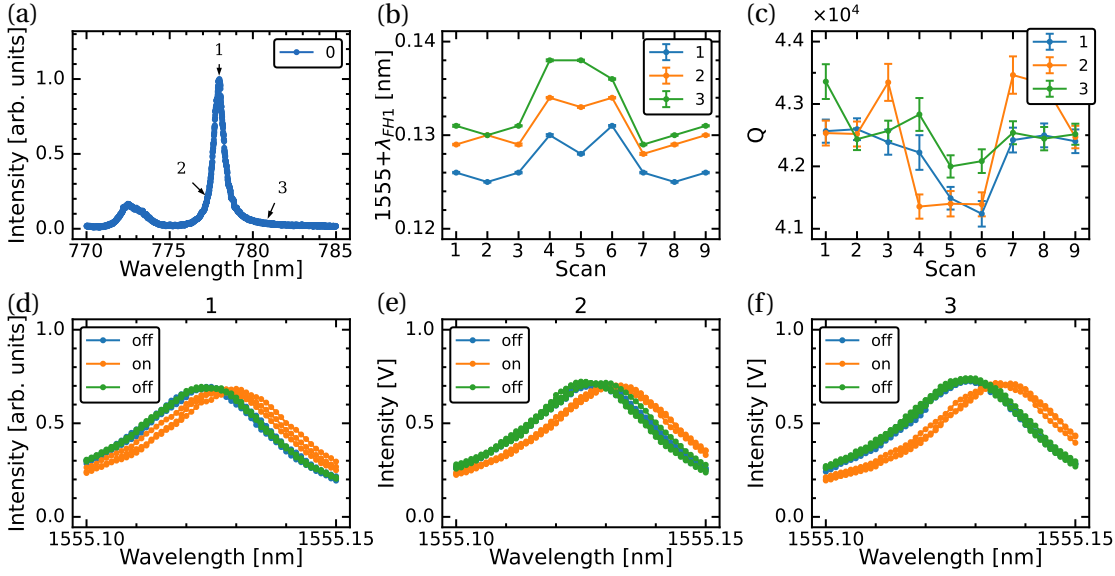 (a)
Intensity [arb. units]
1.0
0.5
0.0
770
775
780
785
Wavelength [nm]
0
1
2
3
(b)
1555+λFH1 [nm]
0.14
0.13
0.12
1 2 3 4 5 6 7 8 9
Scan
1
2
3
(c)
×10⁴
Q
4.4
4.3
4.2
4.1
1 2 3 4 5 6 7 8 9
Scan
1
2
3
(d)
1
Intensity [arb. units]
1.0
0.5
0.0
off
on
off
1555.10
1555.15
Wavelength [nm]
(e)
2
Intensity [V]
1.0
0.5
0.0
off
on
off
1555.10
1555.15
Wavelength [nm]
(f)
3
Intensity [V]
1.0
0.5
0.0
off
on
off
1555.10
1555.15
Wavelength [nm]